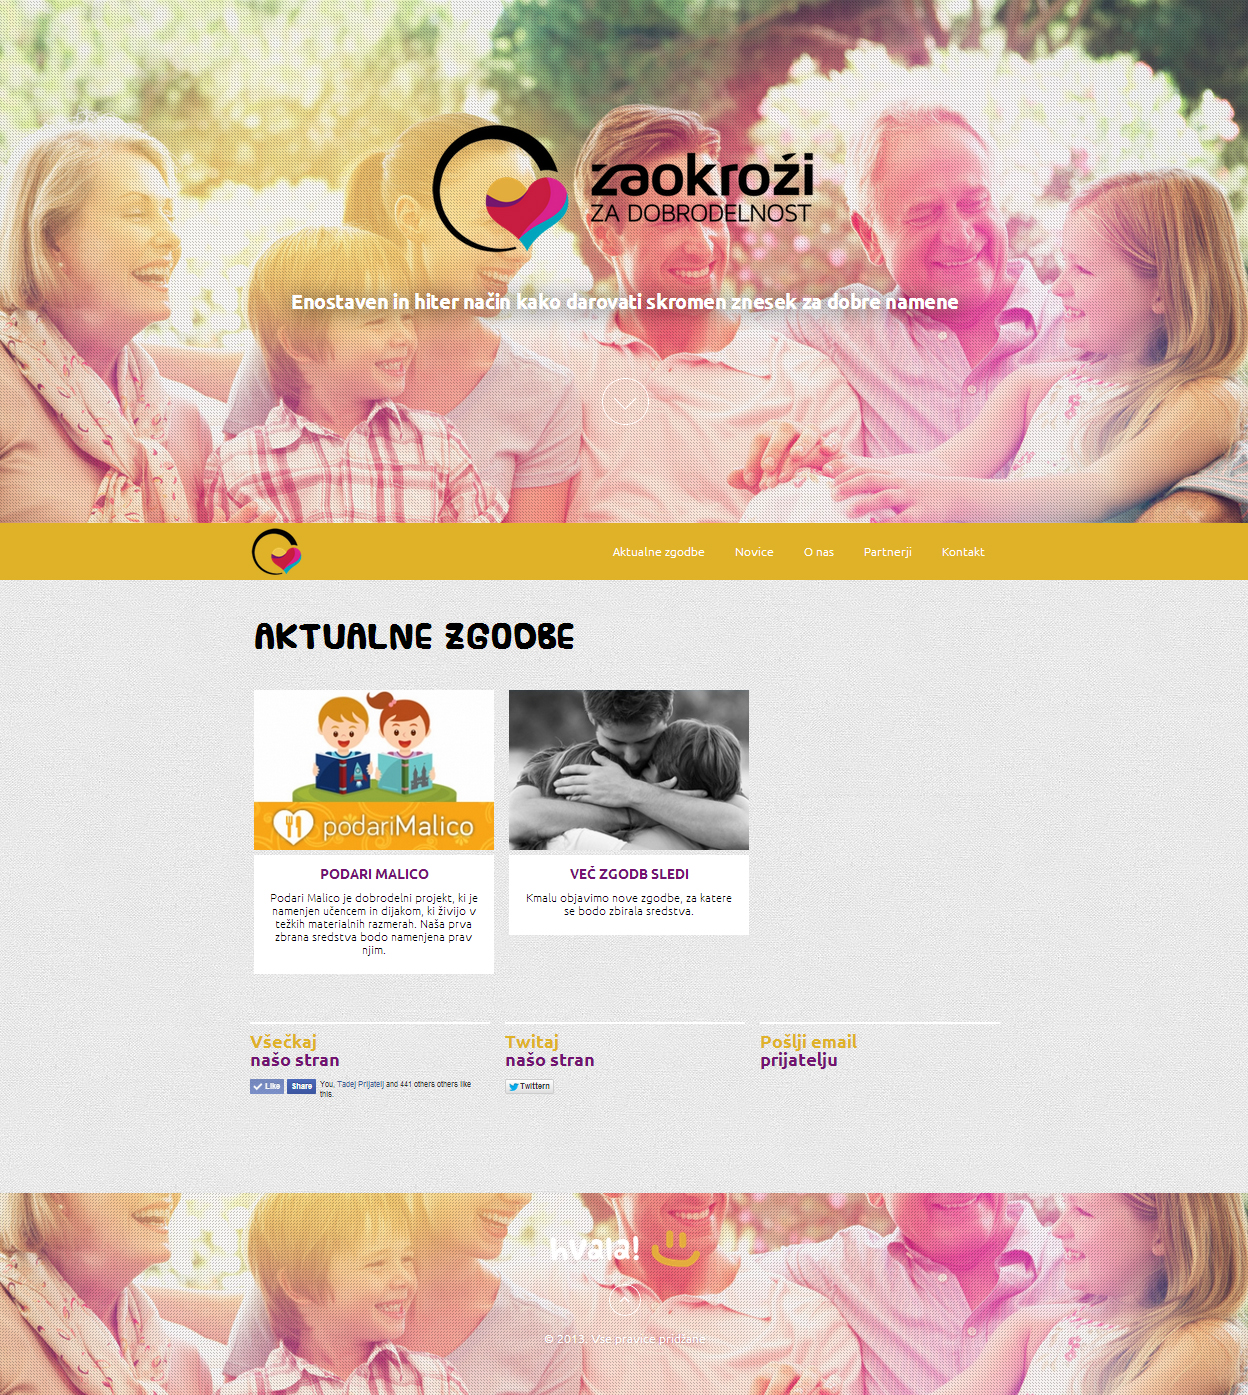 zaokroži
ZA DOBRODELNOST
Enostaven in hiter način kako darovati skromen znesek za dobre namene
Aktualne zgodbe Novice O nas Partnerji Kontakt
AKTUALNE ZGODBE
podariMalico
PODARI MALICO
Podari Malico je dobrodelni projekt, ki je
namenjen učencem in dijakom, ki živijo v
težkih materialnih razmerah. Naša prva
zbrana sredstva bodo namenjena prav
njim.
VEČ ZGODB SLEDI
Kmalu objavimo nove zgodbe, za katere
se bodo zbirala sredstva.
Všečkaj
našo stran
Like Share You, Tadej Prijatelj and 441 others others like
this.
Twitaj
našo stran
Twittern
Pošlji email
prijatelju
hvala!
© 2013. Vse pravice pridžane